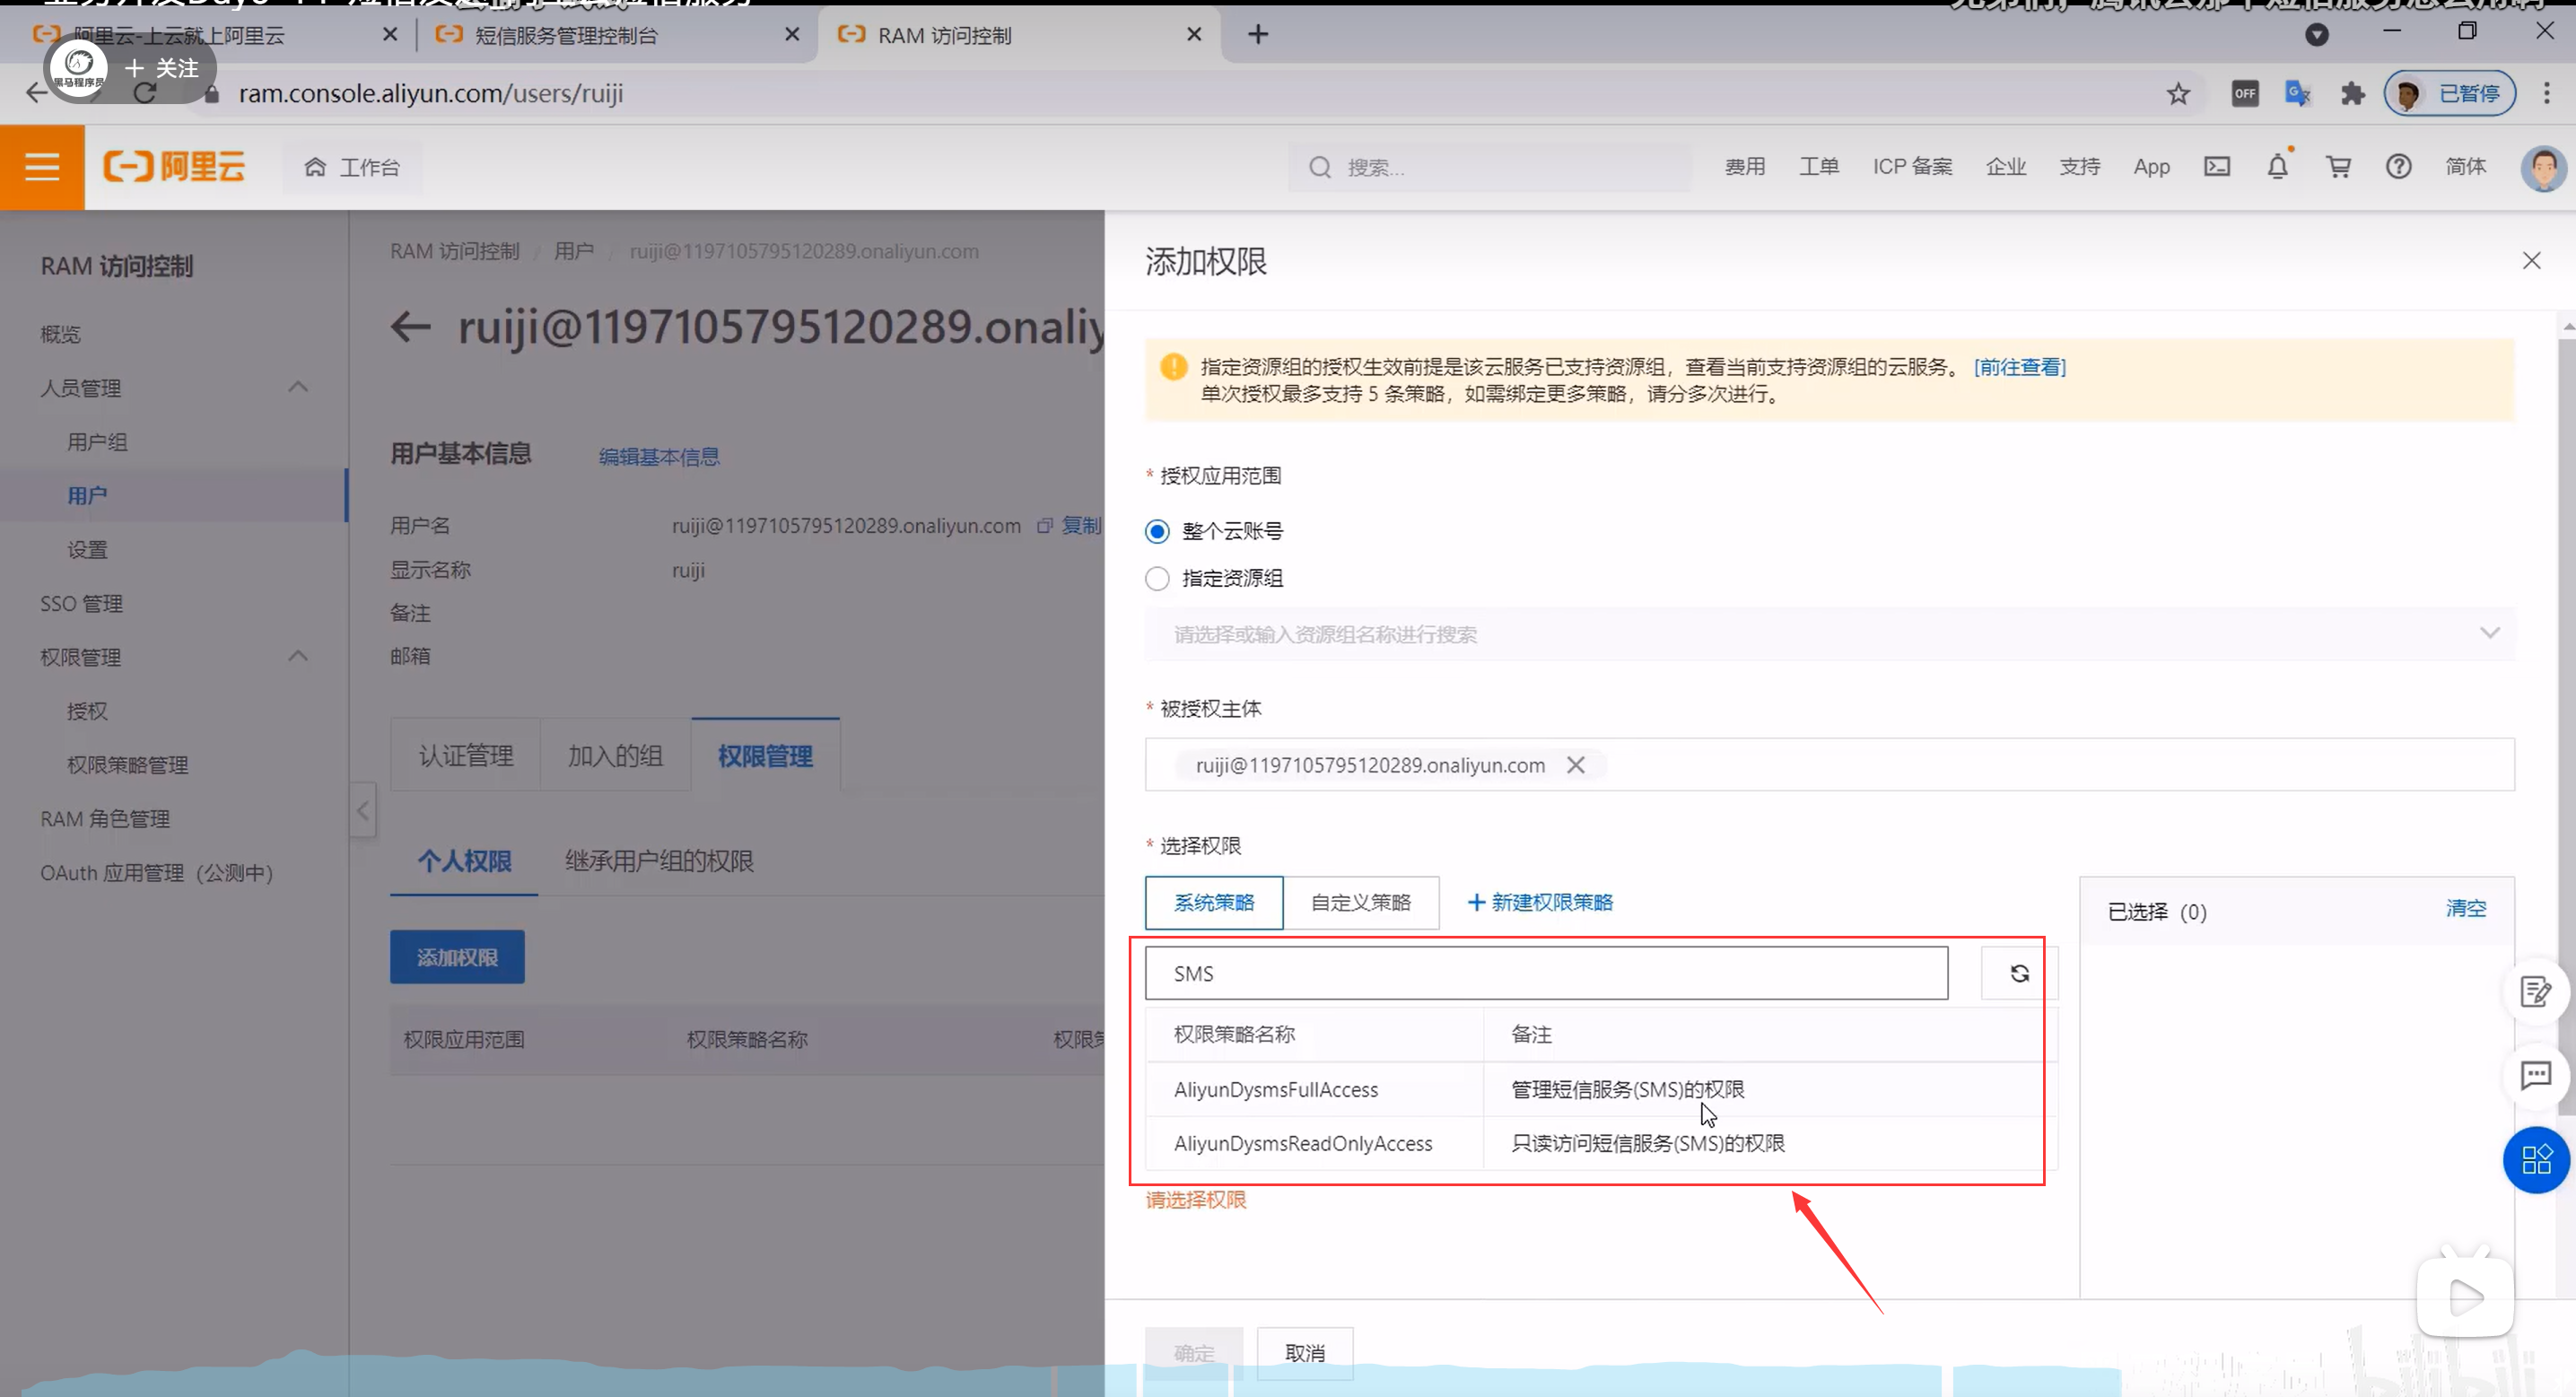 阿里云-上云就上阿里云
短信服务管理控制台
RAM 访问控制
黑马程序员
关注
ram.console.aliyun.com/users/ruiji
OFF
已暂停
阿里云
工作台
搜索...
费用
工单
ICP 备案
企业
支持
App
简体
RAM 访问控制
概览
人员管理
用户组
用户
设置
SSO 管理
权限管理
授权
权限策略管理
RAM 角色管理
OAuth 应用管理（公测中）
RAM 访问控制 / 用户 / ruiji@1197105795120289.onaliyun.com
ruiji@1197105795120289.onaliy
用户基本信息
编辑基本信息
用户名
ruiji@1197105795120289.onaliyun.com
复制
显示名称
ruiji
备注
邮箱
认证管理
加入的组
权限管理
个人权限
继承用户组的权限
添加权限
权限应用范围
权限策略名称
权限
添加权限
指定资源组的授权生效前提是该云服务已支持资源组，查看当前支持资源组的云服务。 [前往查看]
单次授权最多支持 5 条策略，如需绑定更多策略，请分多次进行。
* 授权应用范围
整个云账号
指定资源组
请选择或输入资源组名称进行搜索
* 被授权主体
ruiji@1197105795120289.onaliyun.com
* 选择权限
系统策略
自定义策略
新建权限策略
已选择 (0)
清空
SMS
权限策略名称
备注
AliyunDysmsFullAccess
管理短信服务(SMS)的权限
AliyunDysmsReadOnlyAccess
只读访问短信服务(SMS)的权限
请选择权限
确定
取消
bilibili